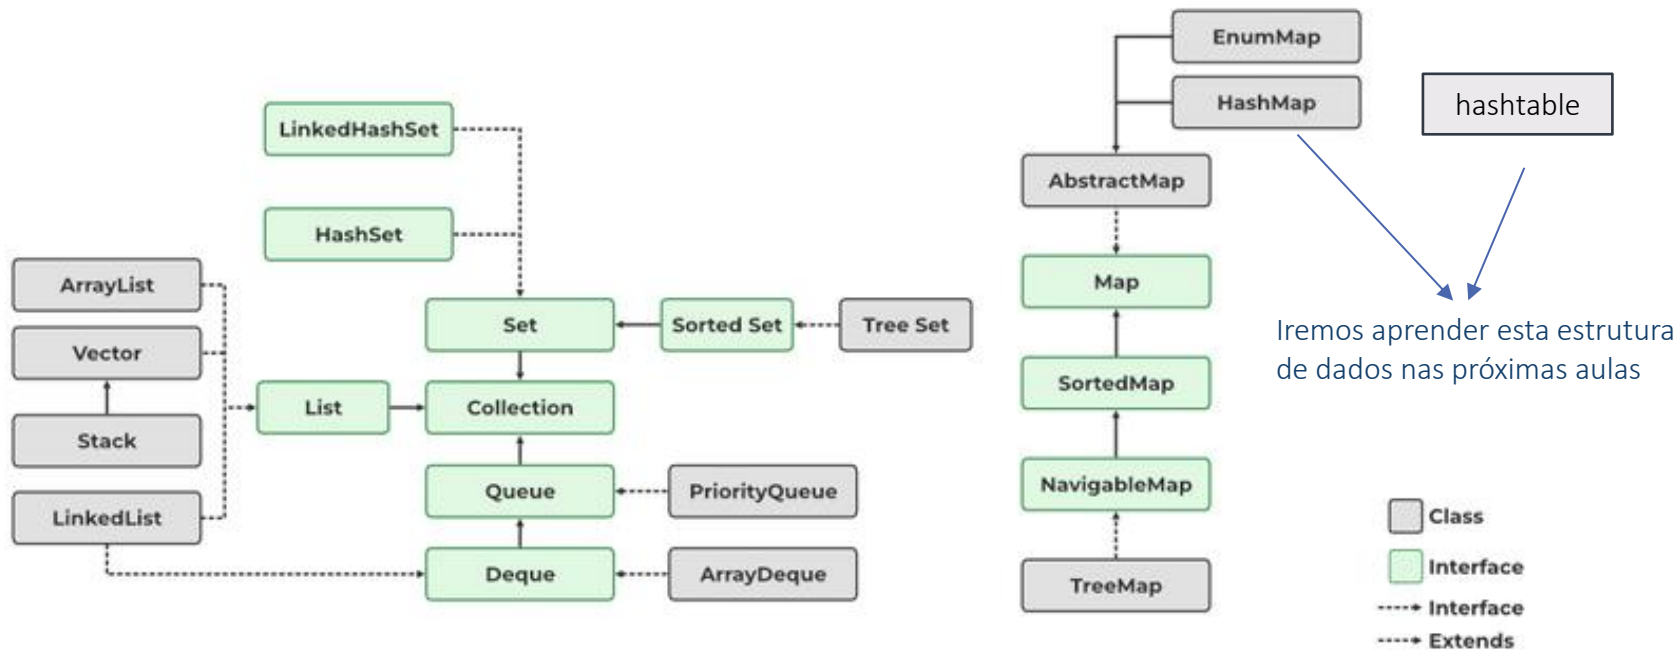 EnumMap
HashMap
hashtable
LinkedHashSet
AbstractMap
HashSet
ArrayList
Map
Set
Sorted Set
Tree Set
Vector
Iremos aprender esta estrutura
de dados nas próximas aulas
SortedMap
List
Collection
Stack
Queue
PriorityQueue
NavigableMap
LinkedList
Class
Deque
ArrayDeque
Interface
TreeMap
Interface
Extends